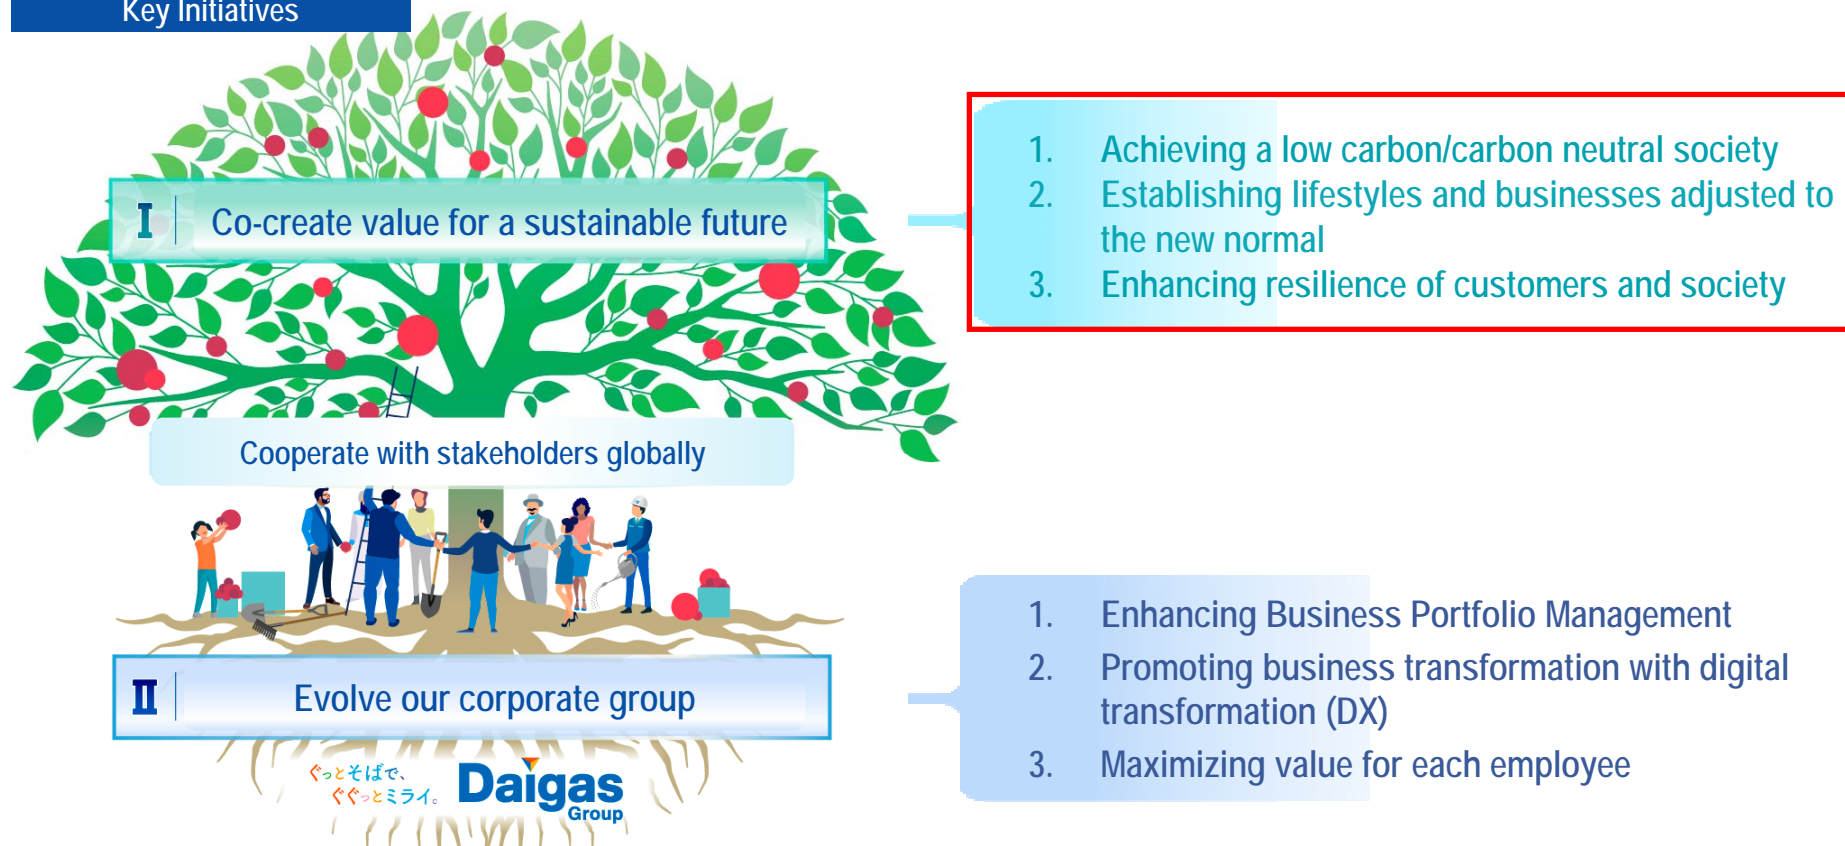 Key Initiatives
I Co-create value for a sustainable future
1. Achieving a low carbon/carbon neutral society
2. Establishing lifestyles and businesses adjusted to
the new normal
3. Enhancing resilience of customers and society
Cooperate with stakeholders globally
II Evolve our corporate group
1. Enhancing Business Portfolio Management
2. Promoting business transformation with digital
transformation (DX)
3. Maximizing value for each employee
ぐっとそばで、
ぐぐっとミライ。
Daigas
Group